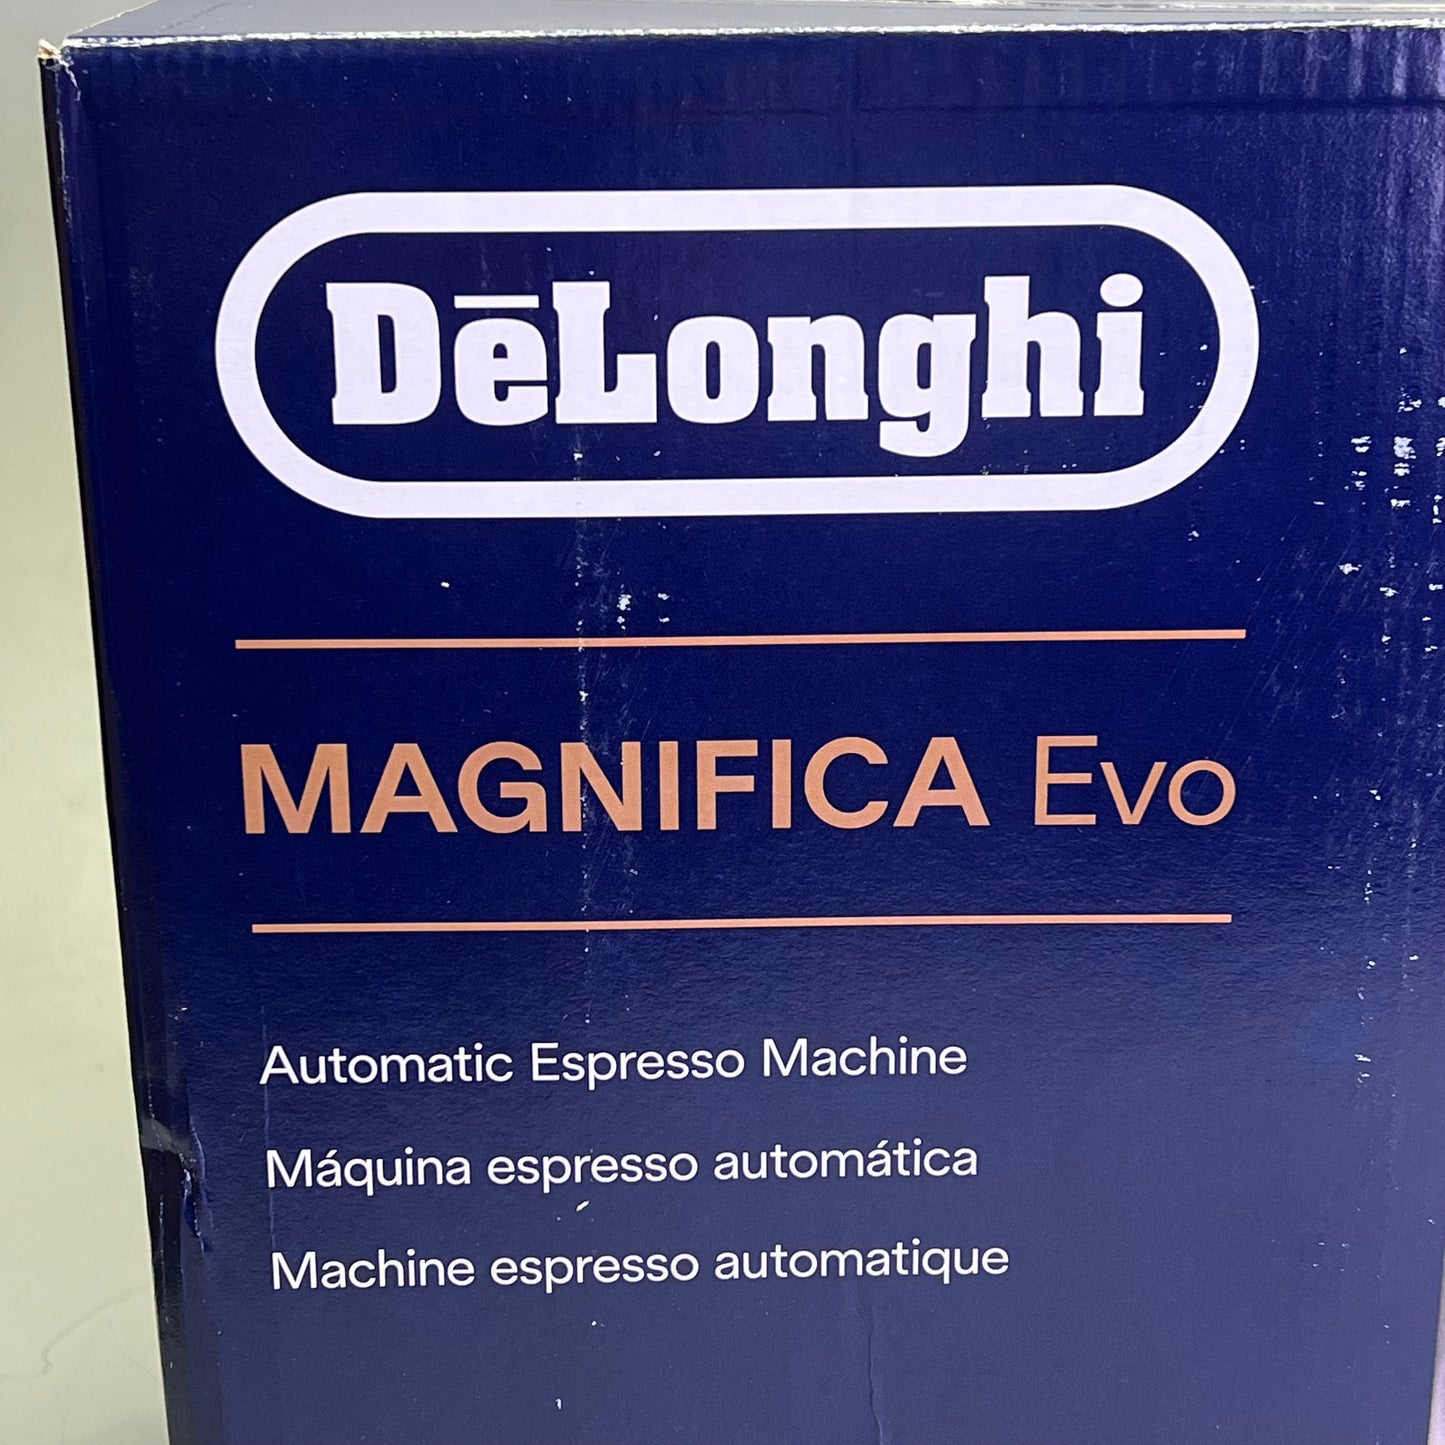 DēLonghi
MAGNIFICA Evo
Automatic Espresso Machine
Máquina espresso automática
Machine espresso automatique